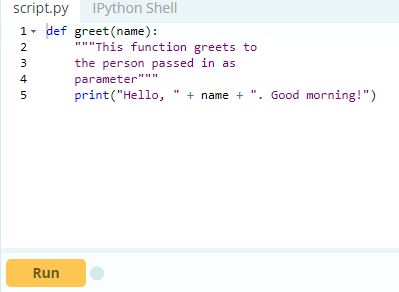 script.py IPython Shell
1 def greet(name):
2 """This function greets to
3 the person passed in as
4 parameter"""
5 print("Hello, " + name + ". Good morning!")
Run